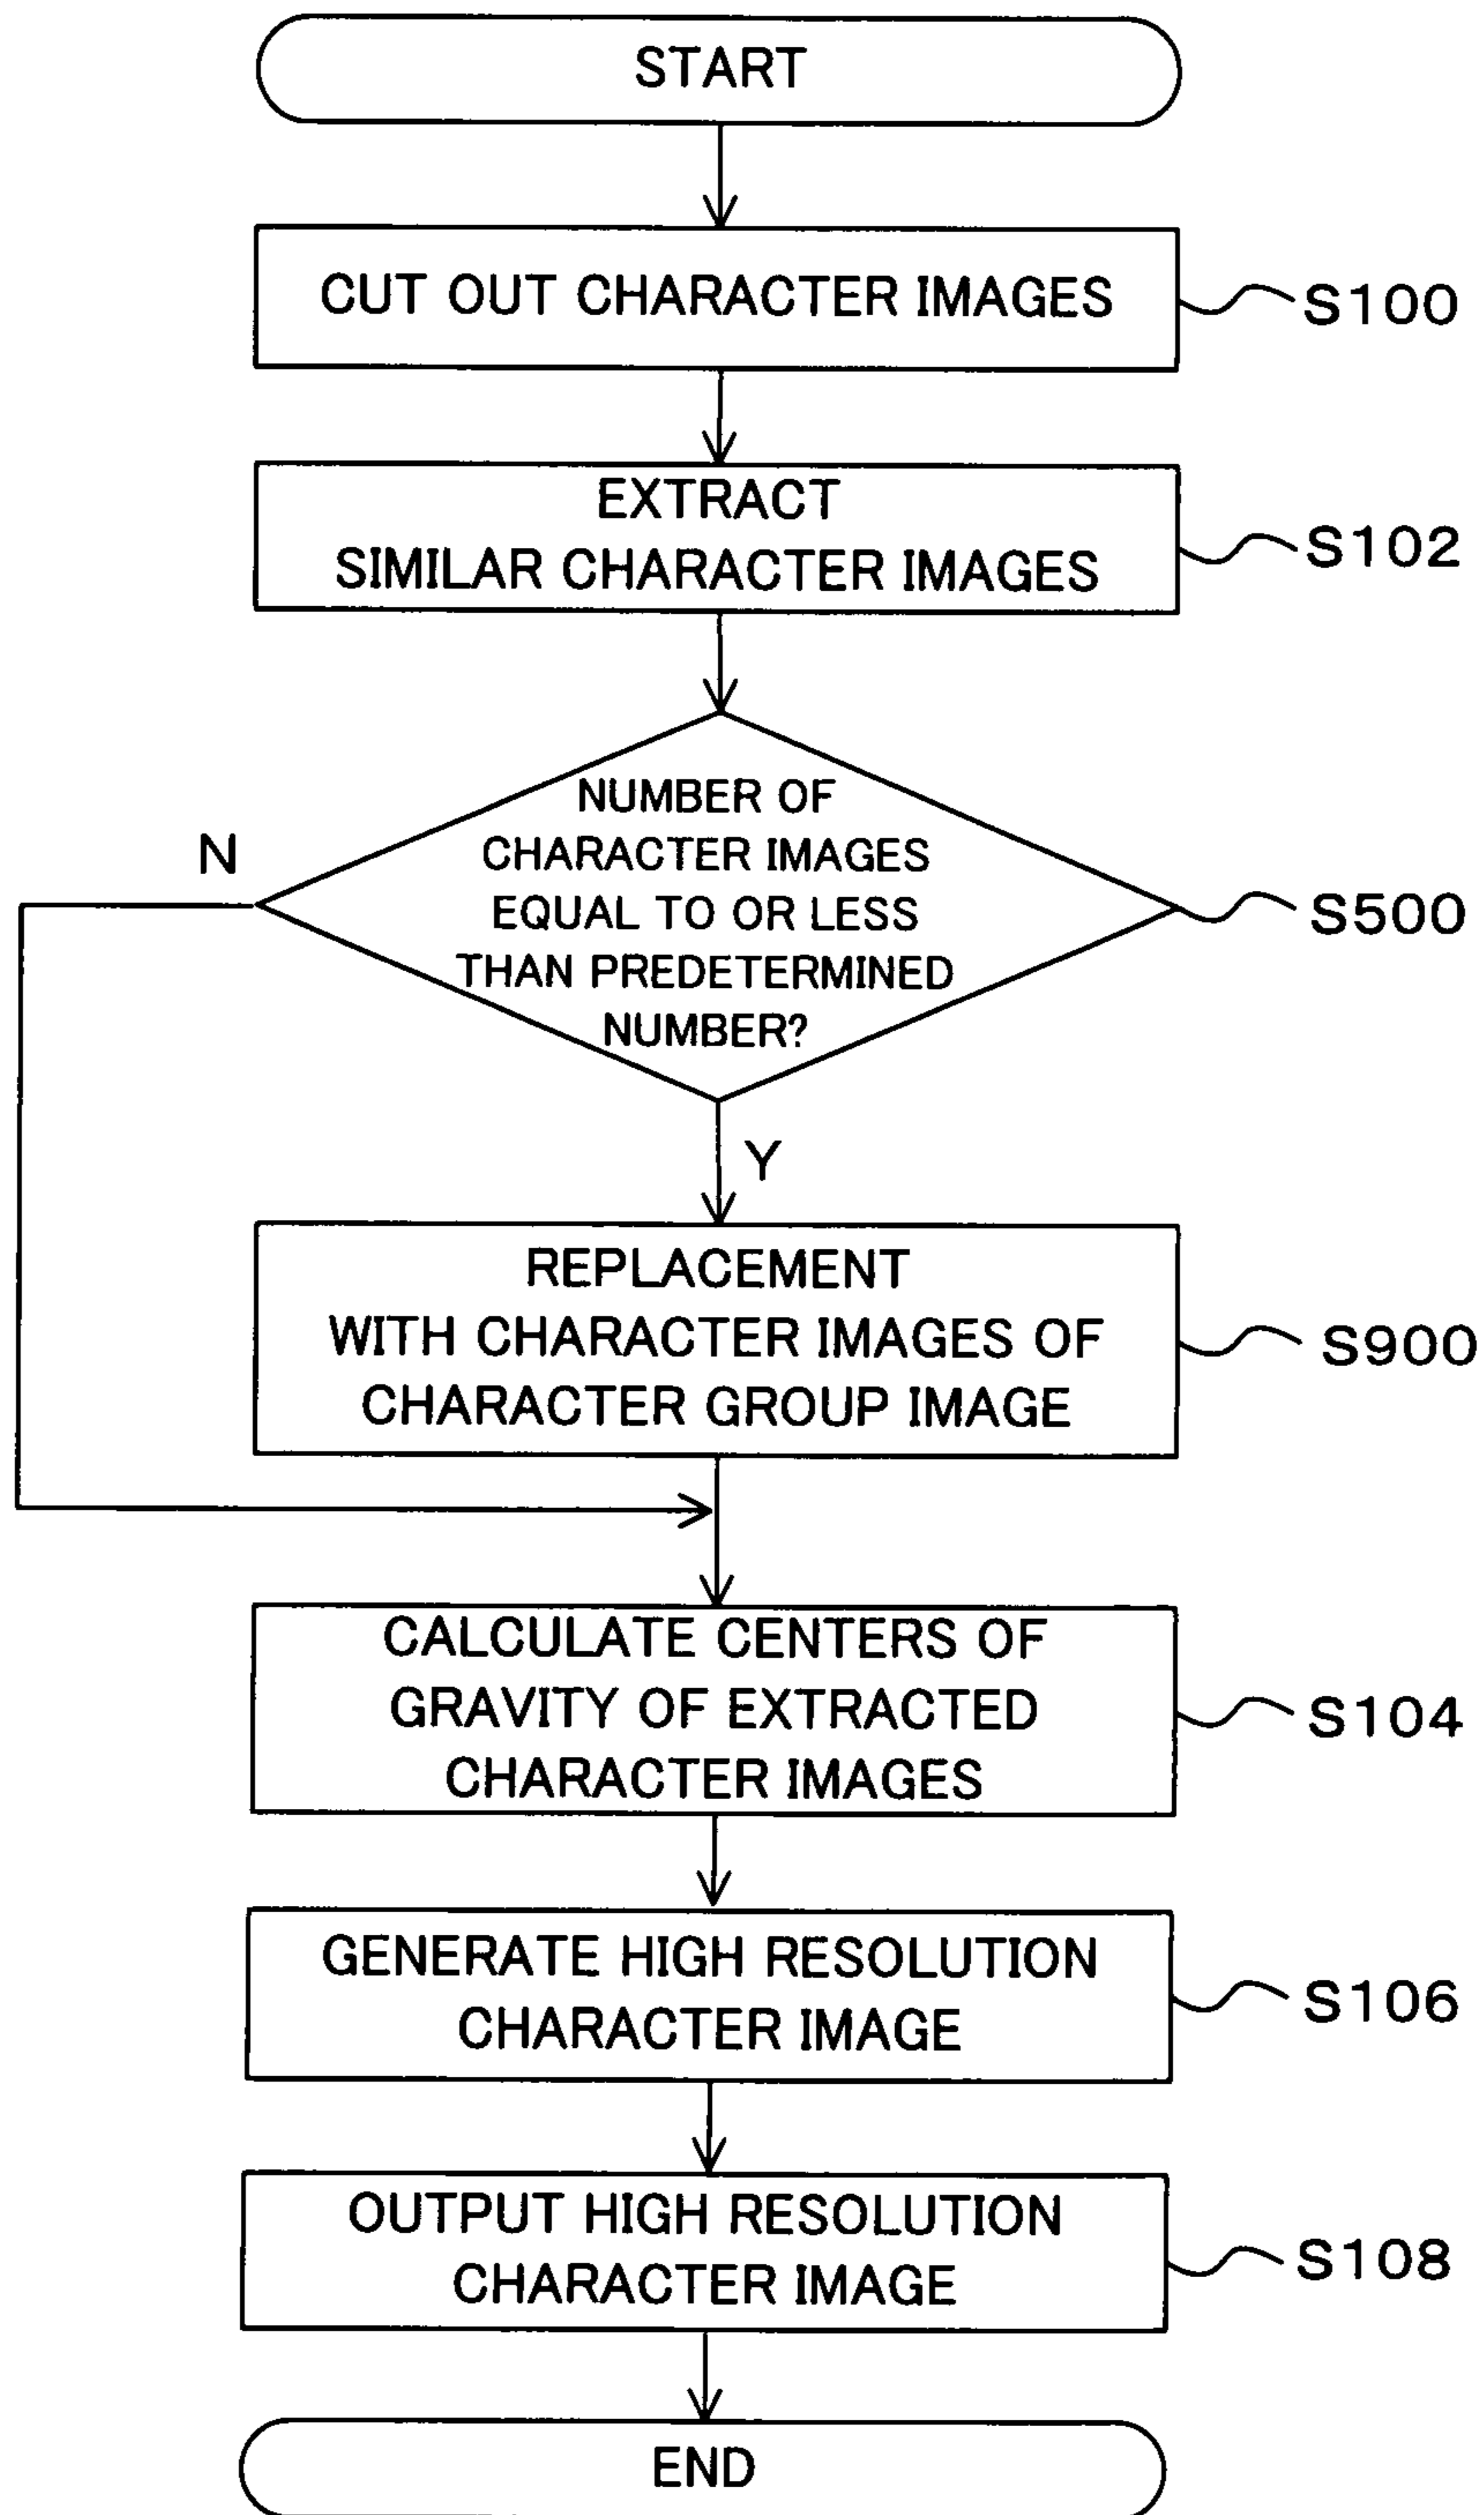 START
CUT OUT CHARACTER IMAGES
S100
EXTRACT
SIMILAR CHARACTER IMAGES
S102
NUMBER OF
CHARACTER IMAGES
EQUAL TO OR LESS
THAN PREDETERMINED
NUMBER?
N
S500
Y
REPLACEMENT
WITH CHARACTER IMAGES OF
CHARACTER GROUP IMAGE
S900
CALCULATE CENTERS OF
GRAVITY OF EXTRACTED
CHARACTER IMAGES
S104
GENERATE HIGH RESOLUTION
CHARACTER IMAGE
S106
OUTPUT HIGH RESOLUTION
CHARACTER IMAGE
S108
END